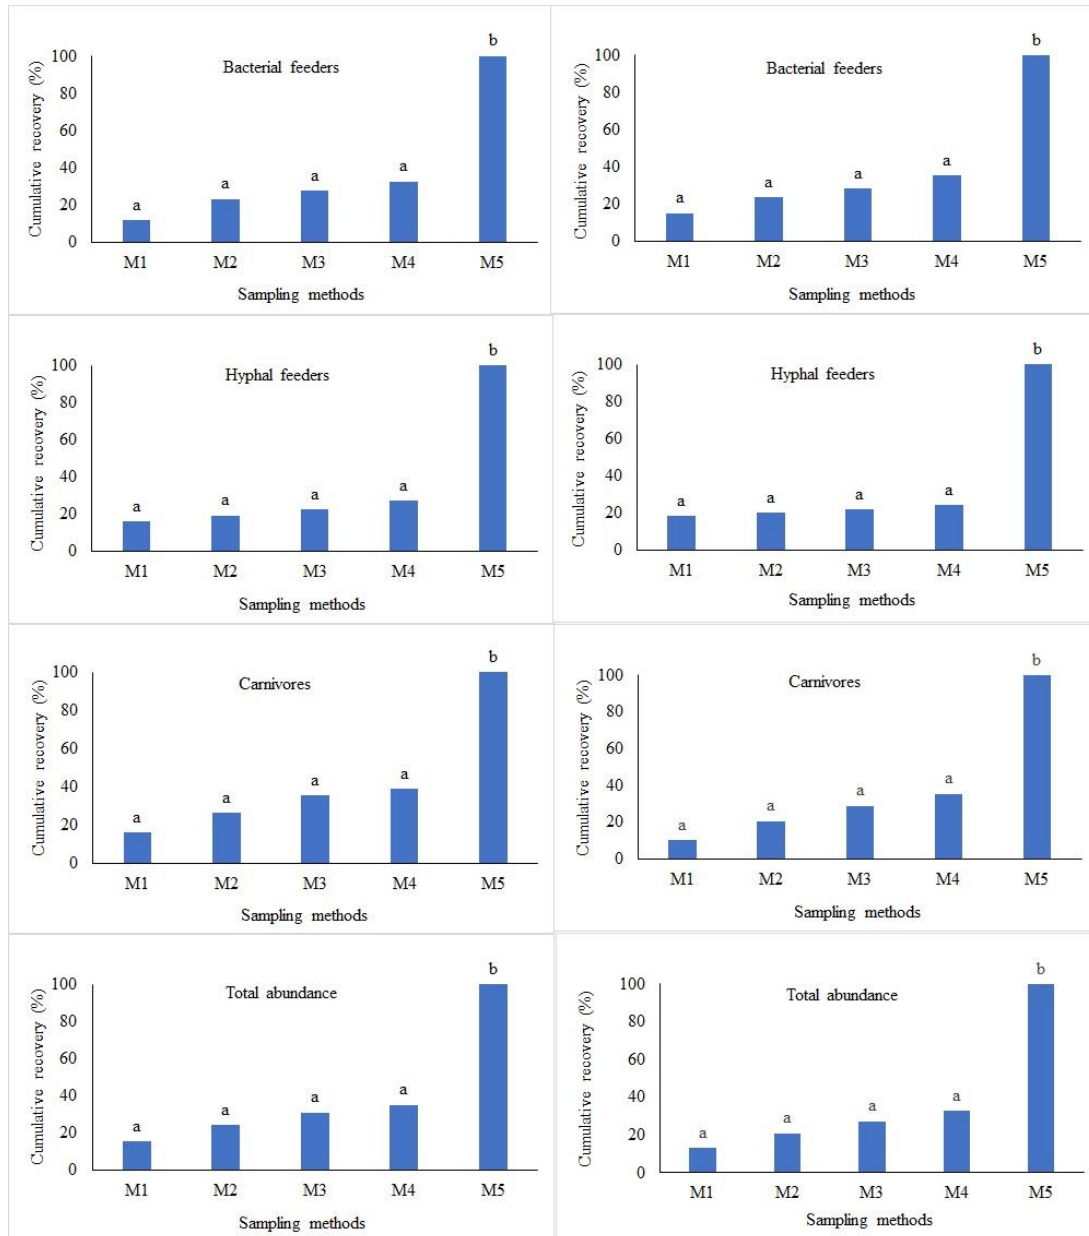 b
100
Bacterial feeders
80
60
40
a
a
a
20
a
0
M1 M2 M3 M4 M5
Sampling methods
Cumulative recovery (%)
b
100
Bacterial feeders
80
60
40
a
a
a
20
a
0
M1 M2 M3 M4 M5
Sampling methods
Cumulative recovery (%)
b
100
Hyphal feeders
80
60
40
a
a
a
a
20
0
M1 M2 M3 M4 M5
Sampling methods
Cumulative recovery (%)
b
100
Hyphal feeders
80
60
40
a
a
a
a
20
0
M1 M2 M3 M4 M5
Sampling methods
Cumulative recovery (%)
b
100
Carnivores
80
60
40
a
a
a
a
20
0
M1 M2 M3 M4 M5
Sampling methods
Cumulative recovery (%)
b
100
Carnivores
80
60
40
a
a
a
a
20
0
M1 M2 M3 M4 M5
Sampling methods
Cumulative recovery (%)
b
100
Total abundance
80
60
40
a
a
a
a
20
0
M1 M2 M3 M4 M5
Sampling methods
Cumulative recovery (%)
b
100
Total abundance
80
60
40
a
a
a
a
20
0
M1 M2 M3 M4 M5
Sampling methods
Cumulative recovery (%)